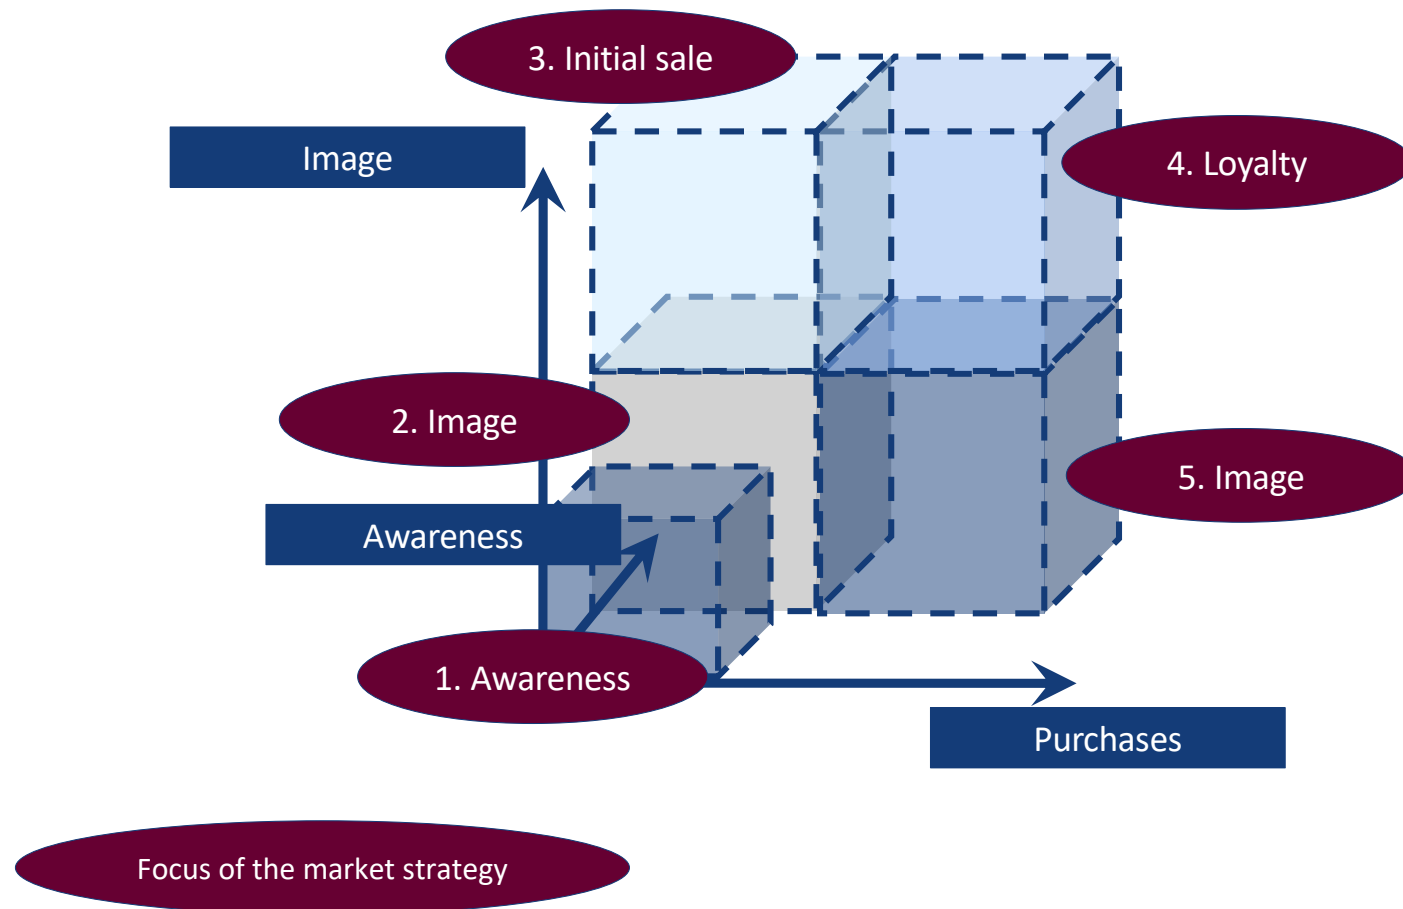 3. Initial sale
Image
4. Loyalty
2. Image
5. Image
Awareness
1. Awareness
Purchases
Focus of the market strategy